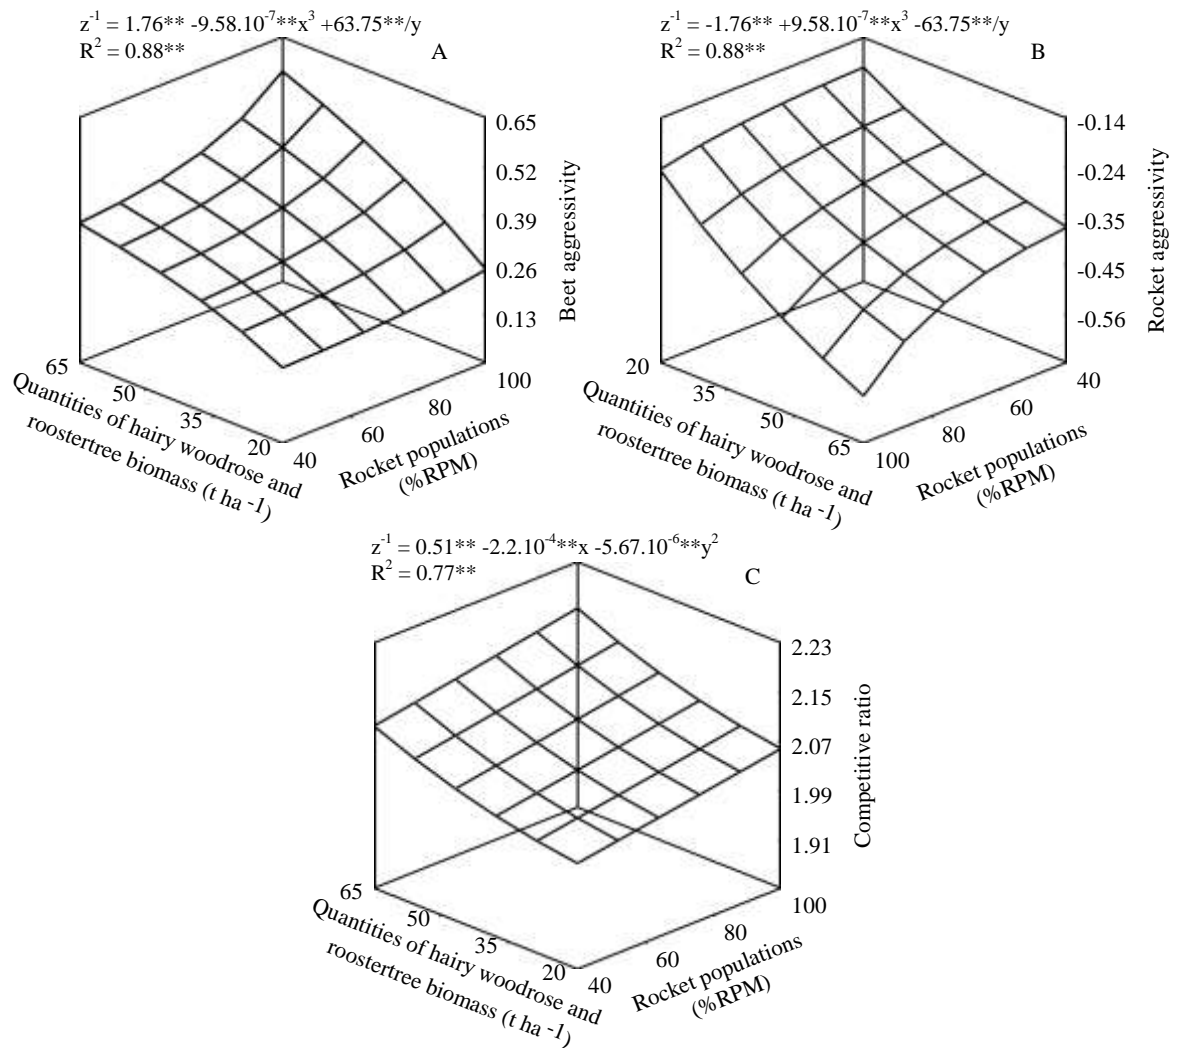 z⁻¹ = 1.76** -9.58.10⁻⁷**x³ +63.75**/y
R² = 0.88**
A
0.65
0.52
0.39
0.26
0.13
Beet aggressivity
65
50
35
20
Quantities of hairy woodrose and
roostertree biomass (t ha ⁻¹)
40
60
80
100
Rocket populations
(%RPM)
z⁻¹ = -1.76** +9.58.10⁻⁷**x³ -63.75**/y
R² = 0.88**
B
-0.14
-0.24
-0.35
-0.45
-0.56
Rocket aggressivity
20
35
50
65
Quantities of hairy woodrose and
roostertree biomass (t ha ⁻¹)
100
80
60
40
Rocket populations
(%RPM)
z⁻¹ = 0.51** -2.2.10⁻⁴**x -5.67.10⁻⁶**y²
R² = 0.77**
C
2.23
2.15
2.07
1.99
1.91
Competitive ratio
65
50
35
20
Quantities of hairy woodrose and
roostertree biomass (t ha ⁻¹)
40
60
80
100
Rocket populations
(%RPM)